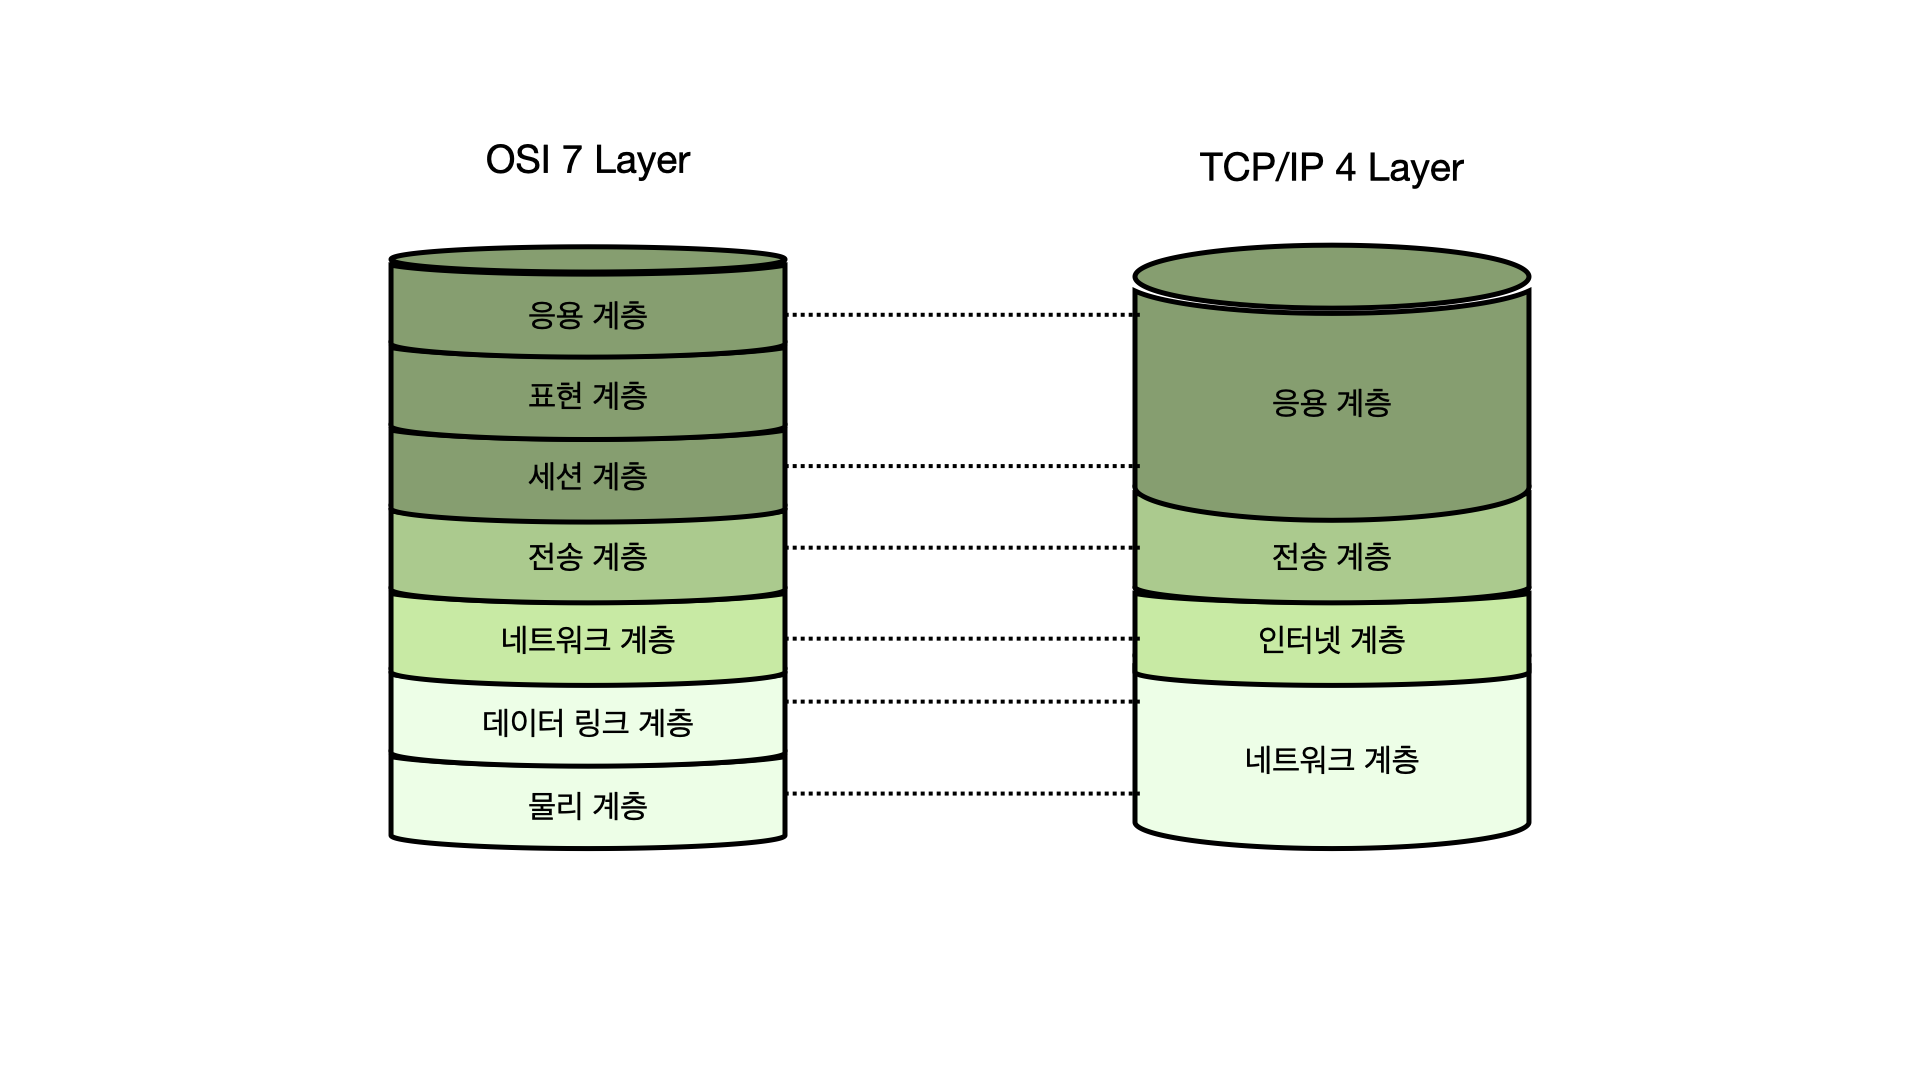 OSI 7 Layer
응용 계층
표현 계층
세션 계층
전송 계층
네트워크 계층
데이터 링크 계층
물리 계층
TCP/IP 4 Layer
응용 계층
전송 계층
인터넷 계층
네트워크 계층